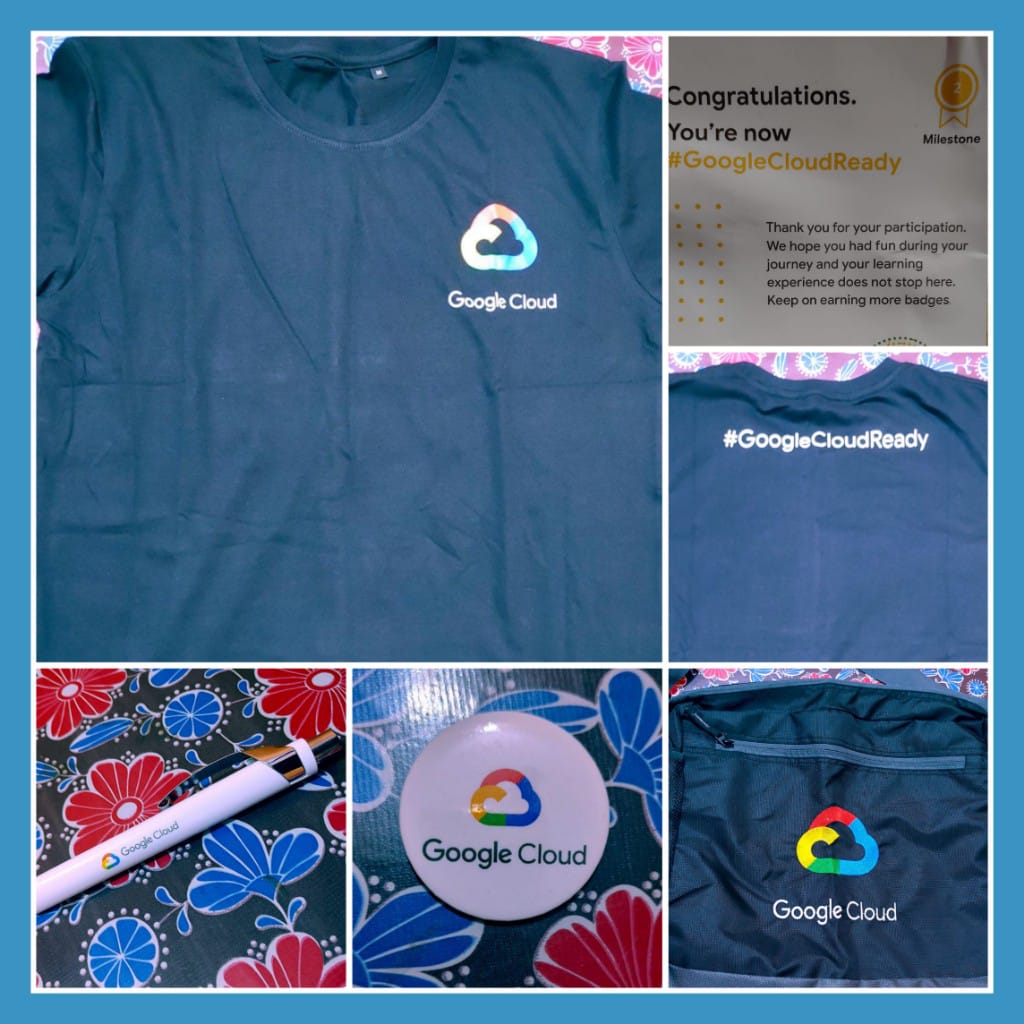 M
Google Cloud
Congratulations.
You're now
#GoogleCloudReady
2
Milestone
Thank you for your participation.
We hope you had fun during your
journey and your learning
experience does not stop here.
Keep on earning more badges.
#GoogleCloudReady
Google Cloud
Google Cloud
Google Cloud